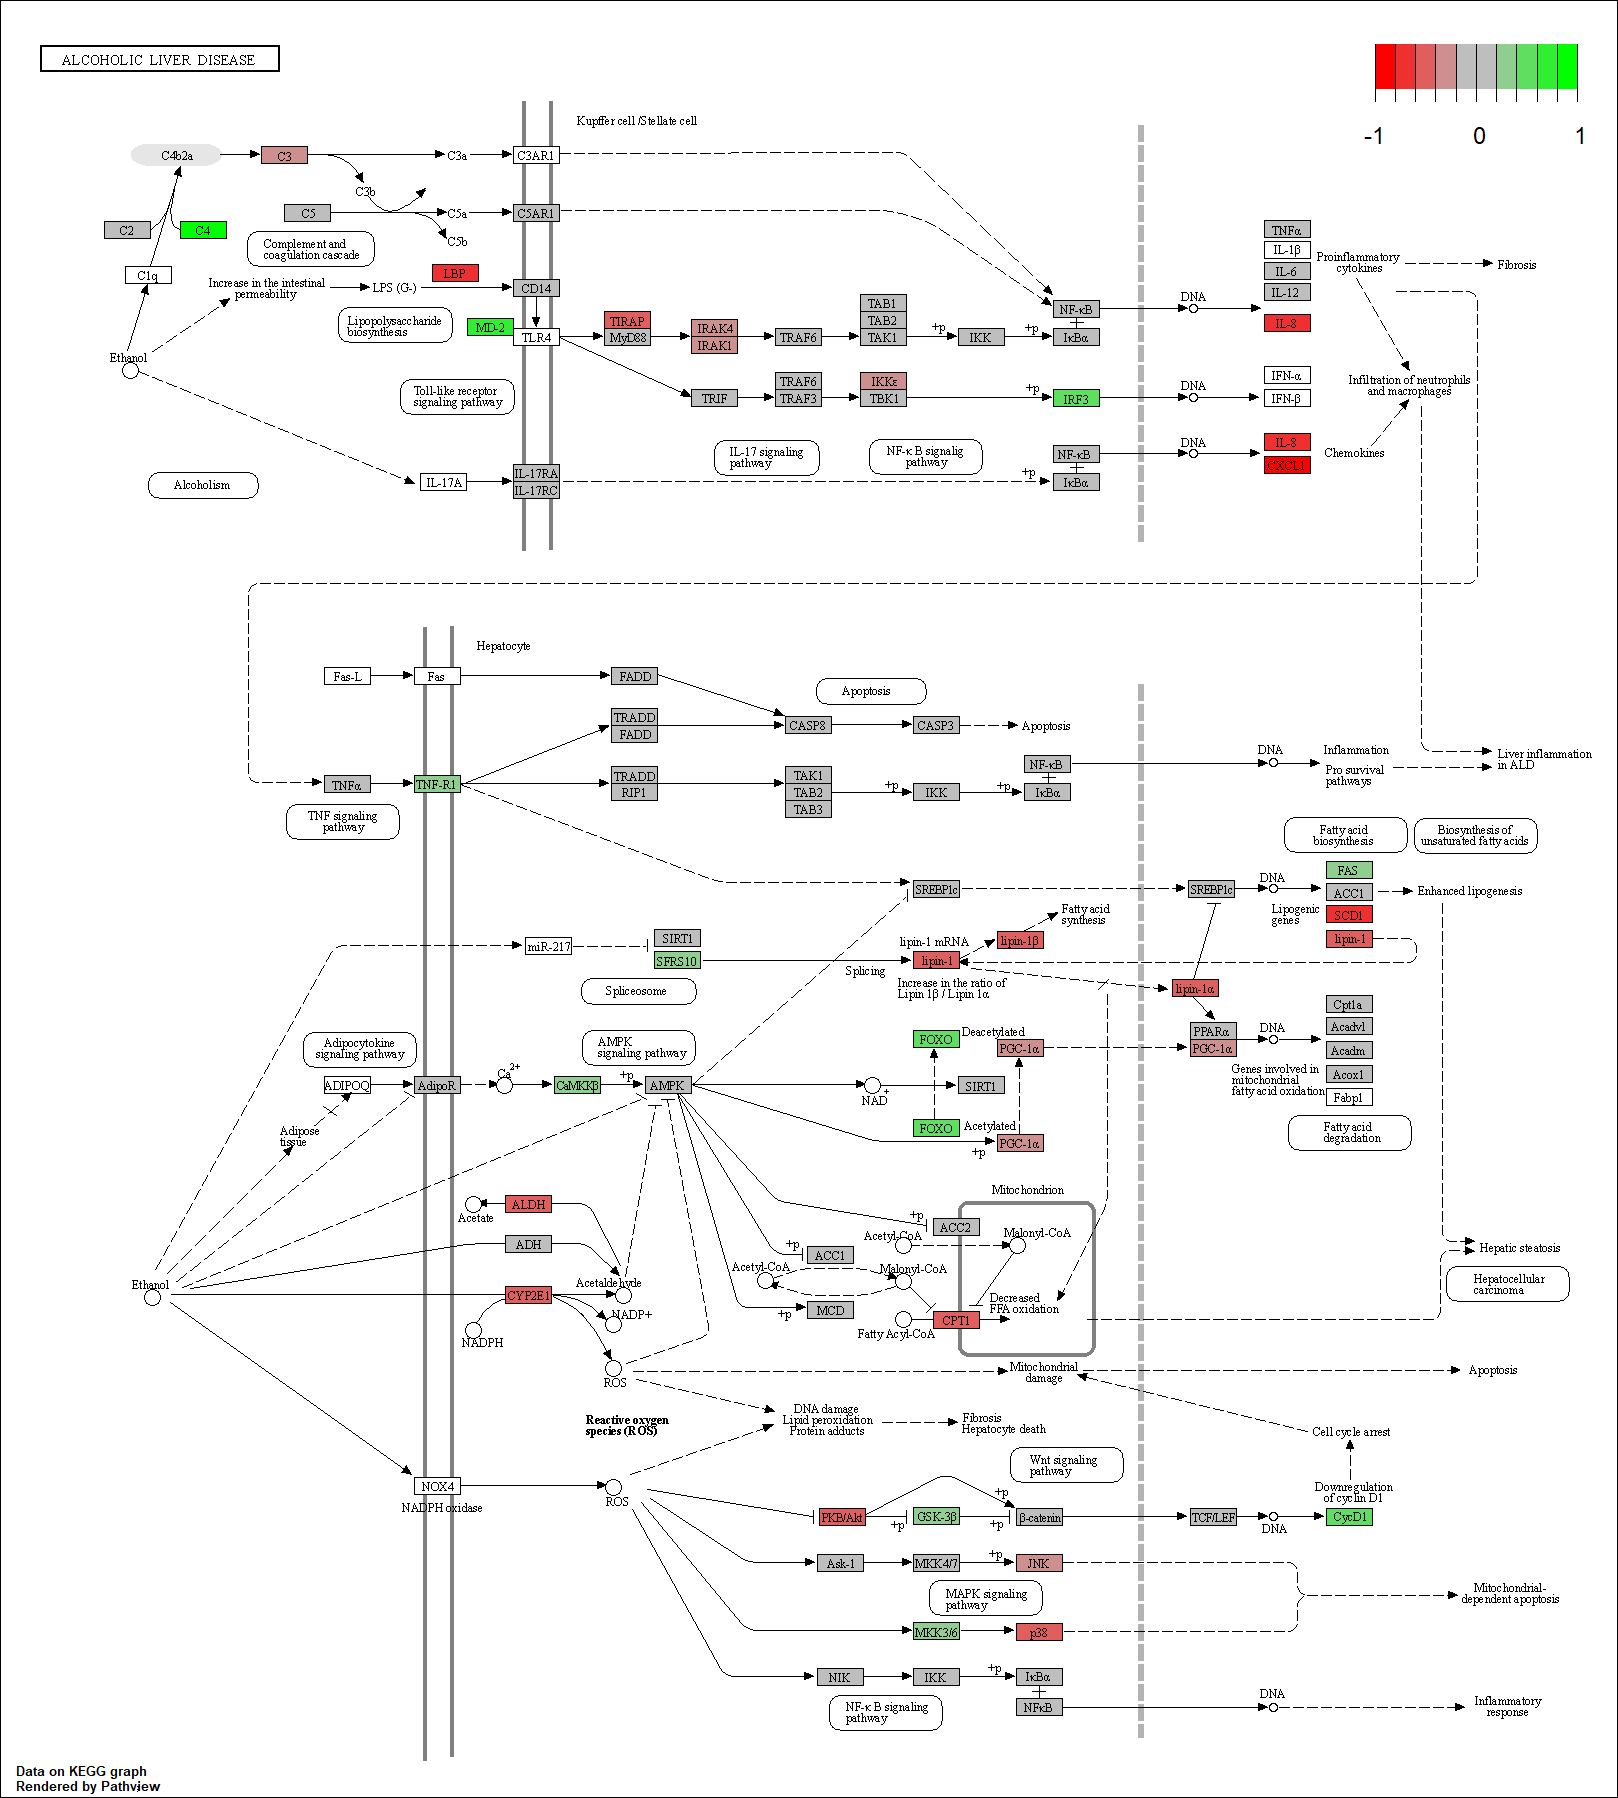 ALCOHOLIC LIVER DISEASE
-1
0
1
Kupffer cell /Stellate cell
C4b2a
C3
C3a
C3AR1
C3b
C2
C4
C5
C5a
C5AR1
C5b
Complement and
coagulation cascade
C1q
Increase in the intestinal
permeability
LPS (G-)
LBP
CD14
Lipopolysaccharide
biosynthesis
MD-2
TLR4
TIRAP
MyD88
IRAK4
IRAK1
TRAF6
TAB1
TAB2
TAK1
+p
IKK
+p
NF-κB
IκBα
DNA
TNFα
IL-1β
IL-6
IL-12
IL-8
Proinflammatory
cytokines
Fibrosis
Ethanol
Toll-like receptor
signaling pathway
TRIF
TRAF6
TRAF3
IKKε
TBK1
+p
IRF3
DNA
IFN-α
IFN-β
Infiltration of neutrophils
and macrophages
IL-17 signaling
pathway
NF-κ B signalig
pathway
NF-κB
IκBα
+p
DNA
IL-8
CXCL1
Chemokines
Alcoholism
IL-17A
IL-17RA
IL-17RC
Hepatocyte
Fas-L
Fas
FADD
Apoptosis
TRADD
FADD
CASP8
CASP3
Apoptosis
TNFα
TNF-R1
TRADD
RIP1
TAK1
TAB2
TAB3
+p
IKK
+p
NF-κB
IκBα
DNA
Inflammation
Pro survival
pathways
Liver inflammation
in ALD
TNF signaling
pathway
Fatty acid
biosynthesis
Biosynthesis of
unsaturated fatty acids
SREBP1c
SREBP1c
DNA
FAS
ACC1
SCD1
lipin-1
Lipogenic
genes
Enhanced lipogenesis
miR-217
SIRT1
SFRS10
Spliceosome
Splicing
lipin-1 mRNA
lipin-1
lipin-1β
Fatty acid
synthesis
Increase in the ratio of
Lipin 1β / Lipin 1α
lipin-1α
Adipocytokine
signaling pathway
AMPK
signaling pathway
FOXO
Deacetylated
PGC-1α
PPARα
PGC-1α
DNA
Cpt1a
Acadvl
Acadm
Acox1
Fabp1
Genes involved in
mitochondrial
fatty acid oxidation
ADIPOQ
AdipoR
Ca2+
CaMKKβ
+p
AMPK
NAD+
SIRT1
Adipose
tissue
FOXO
Acetylated
PGC-1α
+p
Fatty acid
degradation
Mitochondrion
Acetate
ALDH
ADH
Acetaldehyde
+p
ACC2
Acetyl-CoA
Malonyl-CoA
+p
ACC1
Acetyl-CoA
Malonyl-CoA
Hepatic steatosis
Ethanol
CYP2E1
NADP+
NADPH
+p
MCD
Fatty Acyl-CoA
CPT1
Decreased
FFA oxidation
Hepatocellular
carcinoma
ROS
Mitochondrial
damage
Apoptosis
Reactive oxygen
species (ROS)
DNA damage
Lipid peroxidation
Protein adducts
Fibrosis
Hepatocyte death
Cell cycle arrest
Wnt signaling
pathway
Downregulation
of cyclin D1
NOX4
NADPH oxidase
ROS
PKB/Akt
+p
GSK-3β
+p
+p
β-catenin
TCF/LEF
DNA
CycD1
Ask-1
MKK4/7
+p
JNK
MAPK signaling
pathway
Mitochondrial-
dependent apoptosis
MKK3/6
p38
NIK
IKK
+p
IκBα
NFκB
NF-κ B signaling
pathway
DNA
Inflammatory
response
Data on KEGG graph
Rendered by Pathview